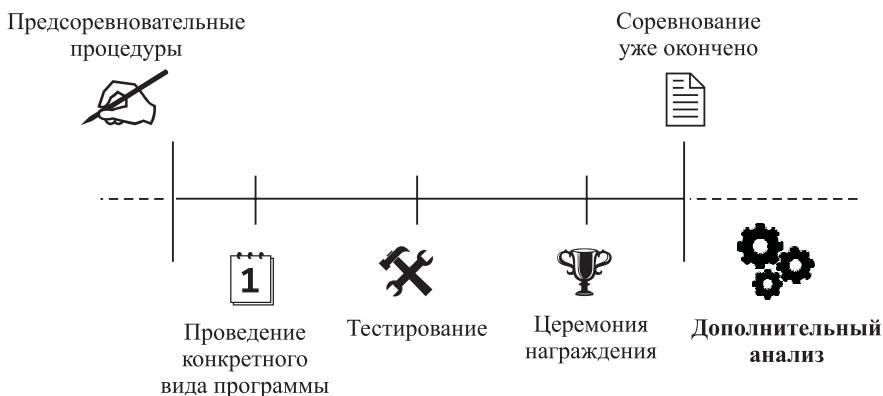 Предсоревновательные
процедуры
Соревнование
уже окончено
1
Проведение
конкретного
вида программы
Тестирование
Церемония
награждения
Дополнительный
анализ